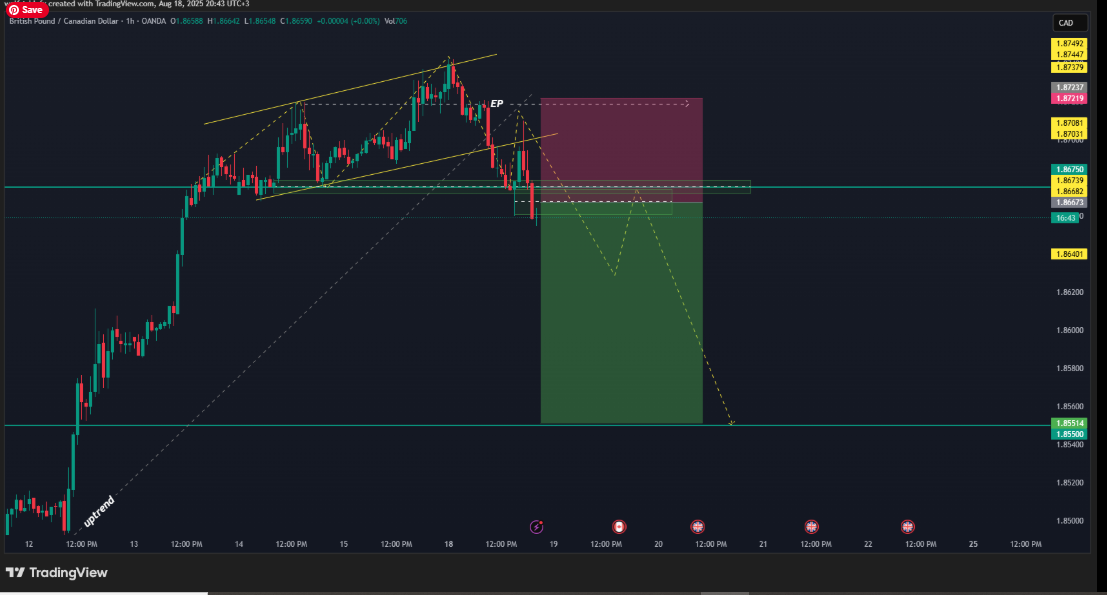 created with TradingView.com, Aug 18, 2025 20:43 UTC+3
Save
British Pound / Canadian Dollar · 1h · OANDA O1.86588 H1.86642 L1.86548 C1.86590 +0.00004 (+0.00%) Vol706
CAD
1.87492
1.87447
1.87379
1.87237
1.87219
EP
1.87081
1.87031
1.87000
1.86750
1.86739
1.86682
1.86673
16:43
1.86401
1.86200
1.86000
1.85800
1.85600
1.85514
1.85500
1.85400
1.85200
uptrend
1.85000
12 12:00 PM 13 12:00 PM 14 12:00 PM 15 12:00 PM 18 12:00 PM 19 12:00 PM 20 12:00 PM 21 12:00 PM 22 12:00 PM 25 12:00 PM
TradingView